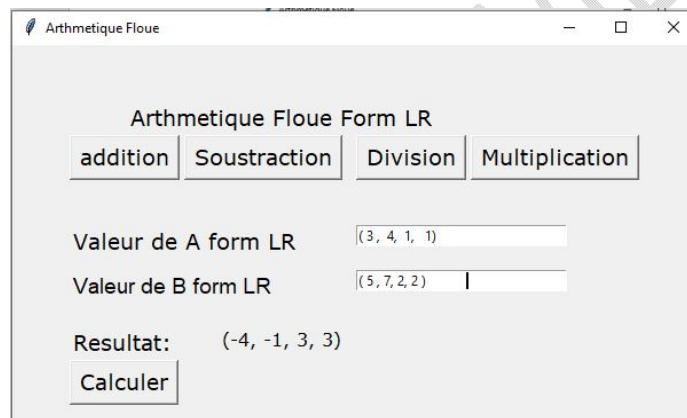 Arthmetique Floue
Arthmetique Floue Form LR
addition Soustraction Division Multiplication
Valeur de A form LR (3, 4, 1, 1)
Valeur de B form LR (5, 7, 2, 2)
Resultat: (-4, -1, 3, 3)
Calculer